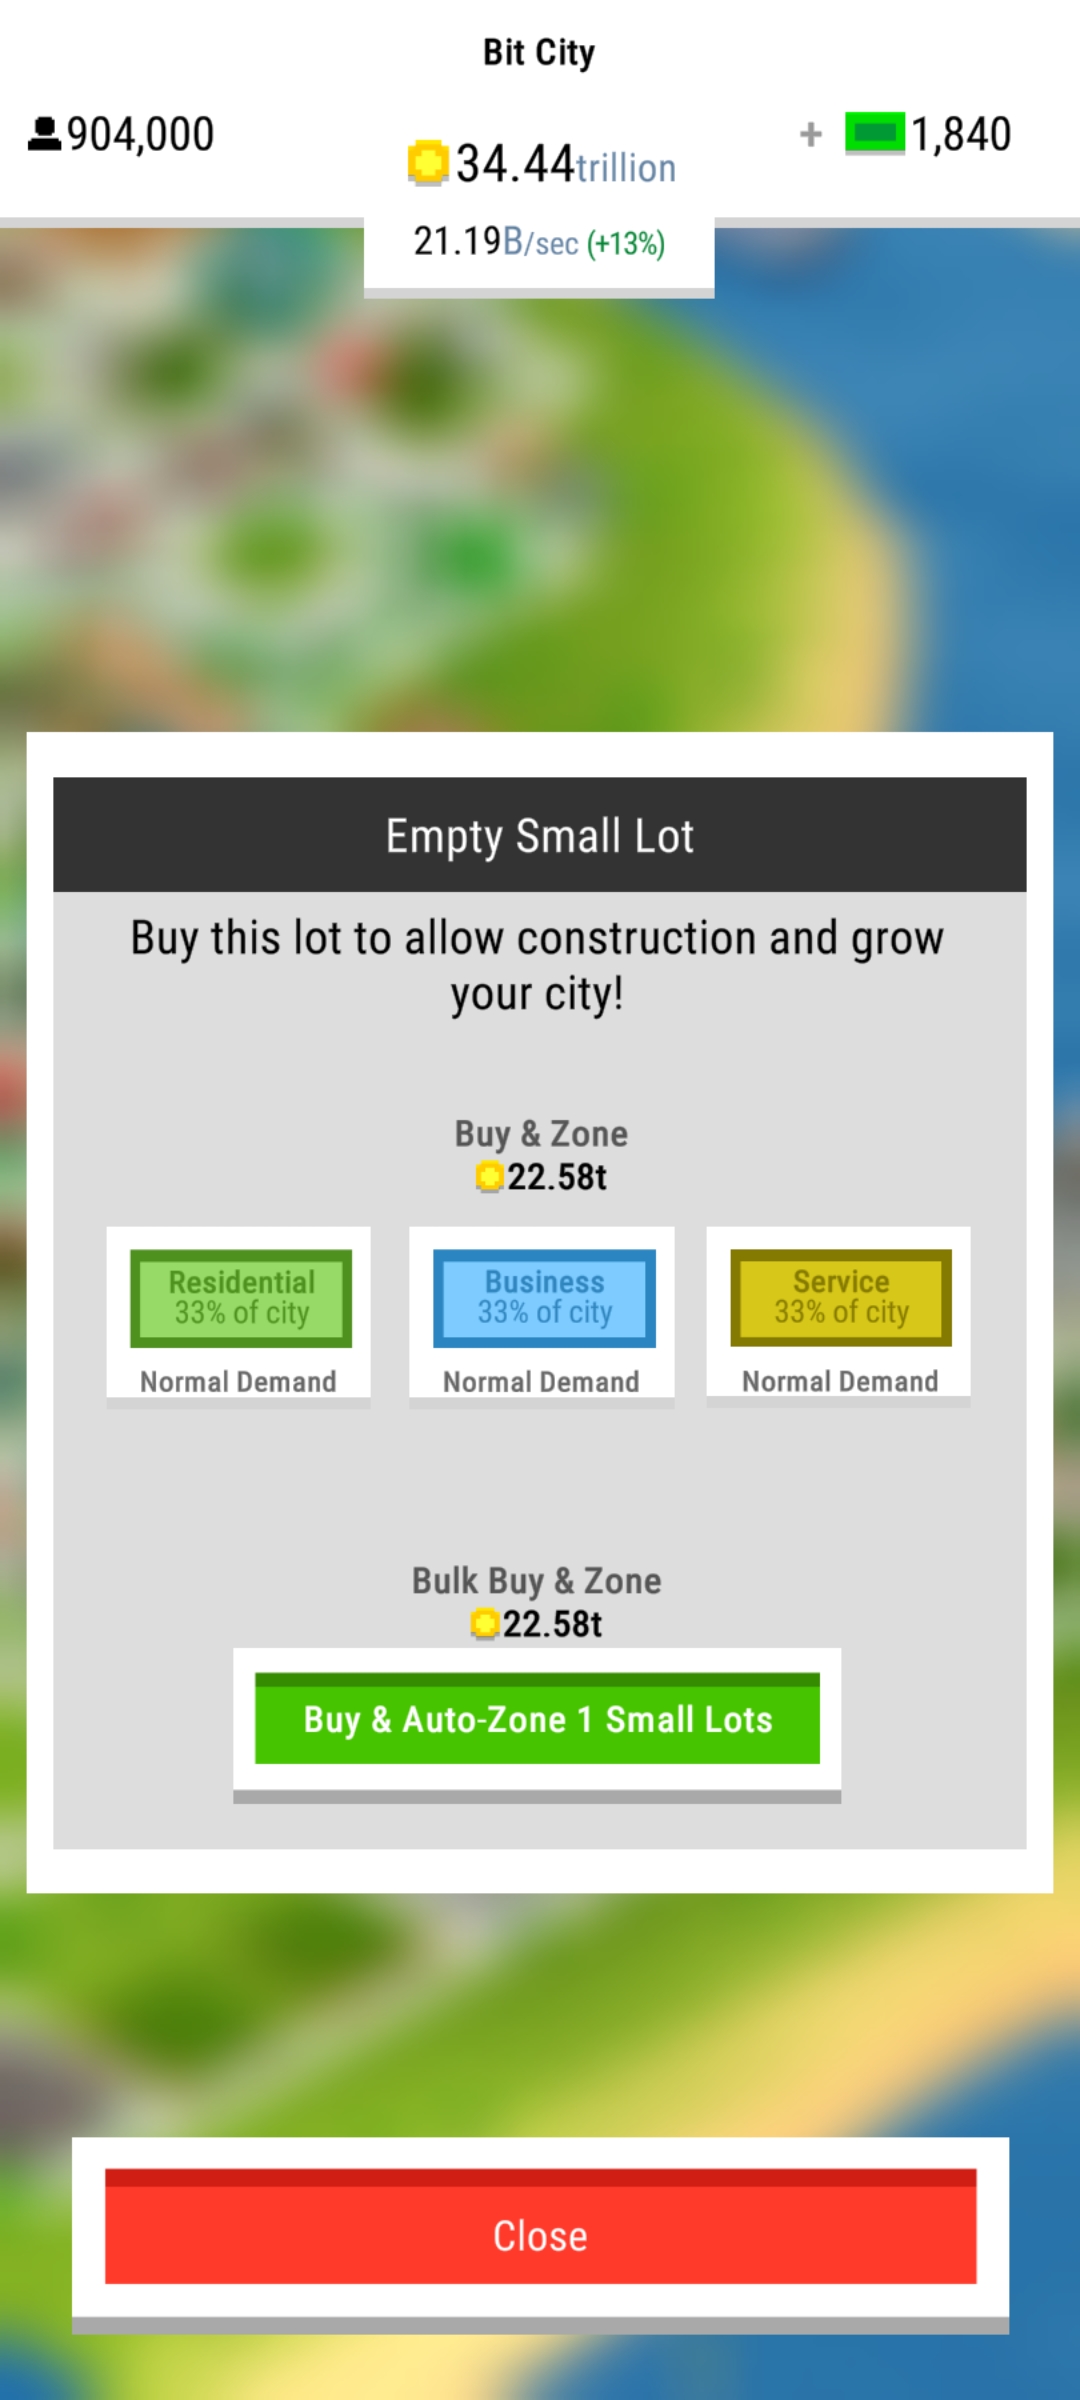 Bit City
904,000
34.44trillion
+ 1,840
21.19B/sec (+13%)
Empty Small Lot
Buy this lot to allow construction and grow
your city!
Buy & Zone
22.58t
Residential
33% of city
Normal Demand
Business
33% of city
Normal Demand
Service
33% of city
Normal Demand
Bulk Buy & Zone
22.58t
Buy & Auto-Zone 1 Small Lots
Close